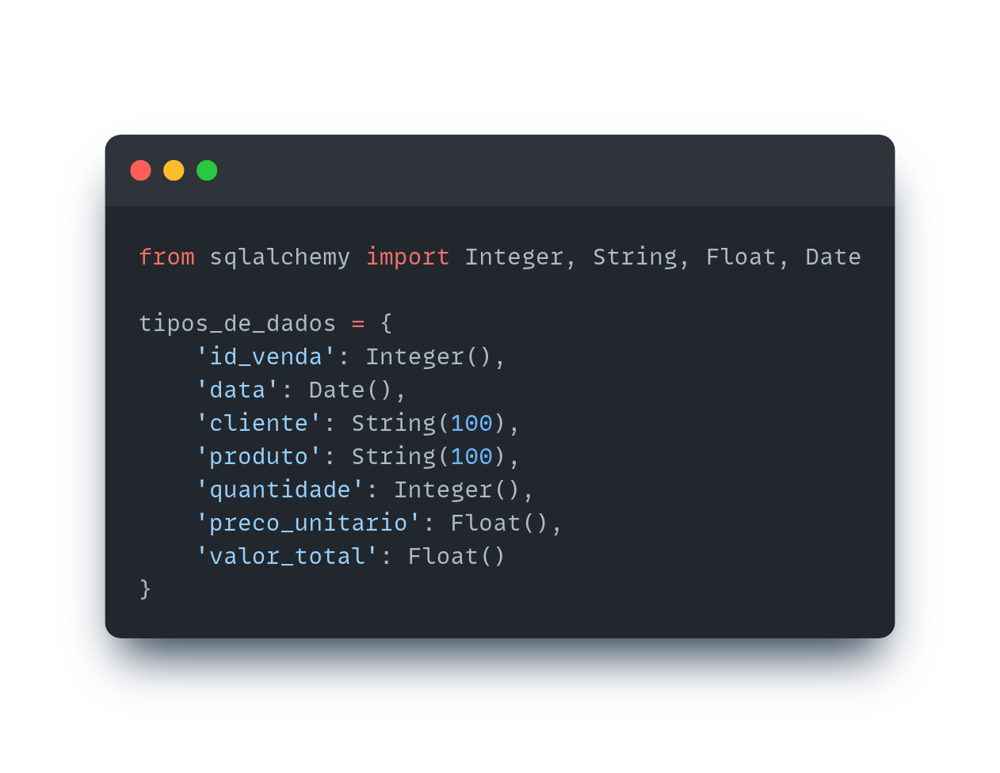 from sqlalchemy import Integer, String, Float, Date

tipos_de_dados = {
    'id_venda': Integer(),
    'data': Date(),
    'cliente': String(100),
    'produto': String(100),
    'quantidade': Integer(),
    'preco_unitario': Float(),
    'valor_total': Float()
}